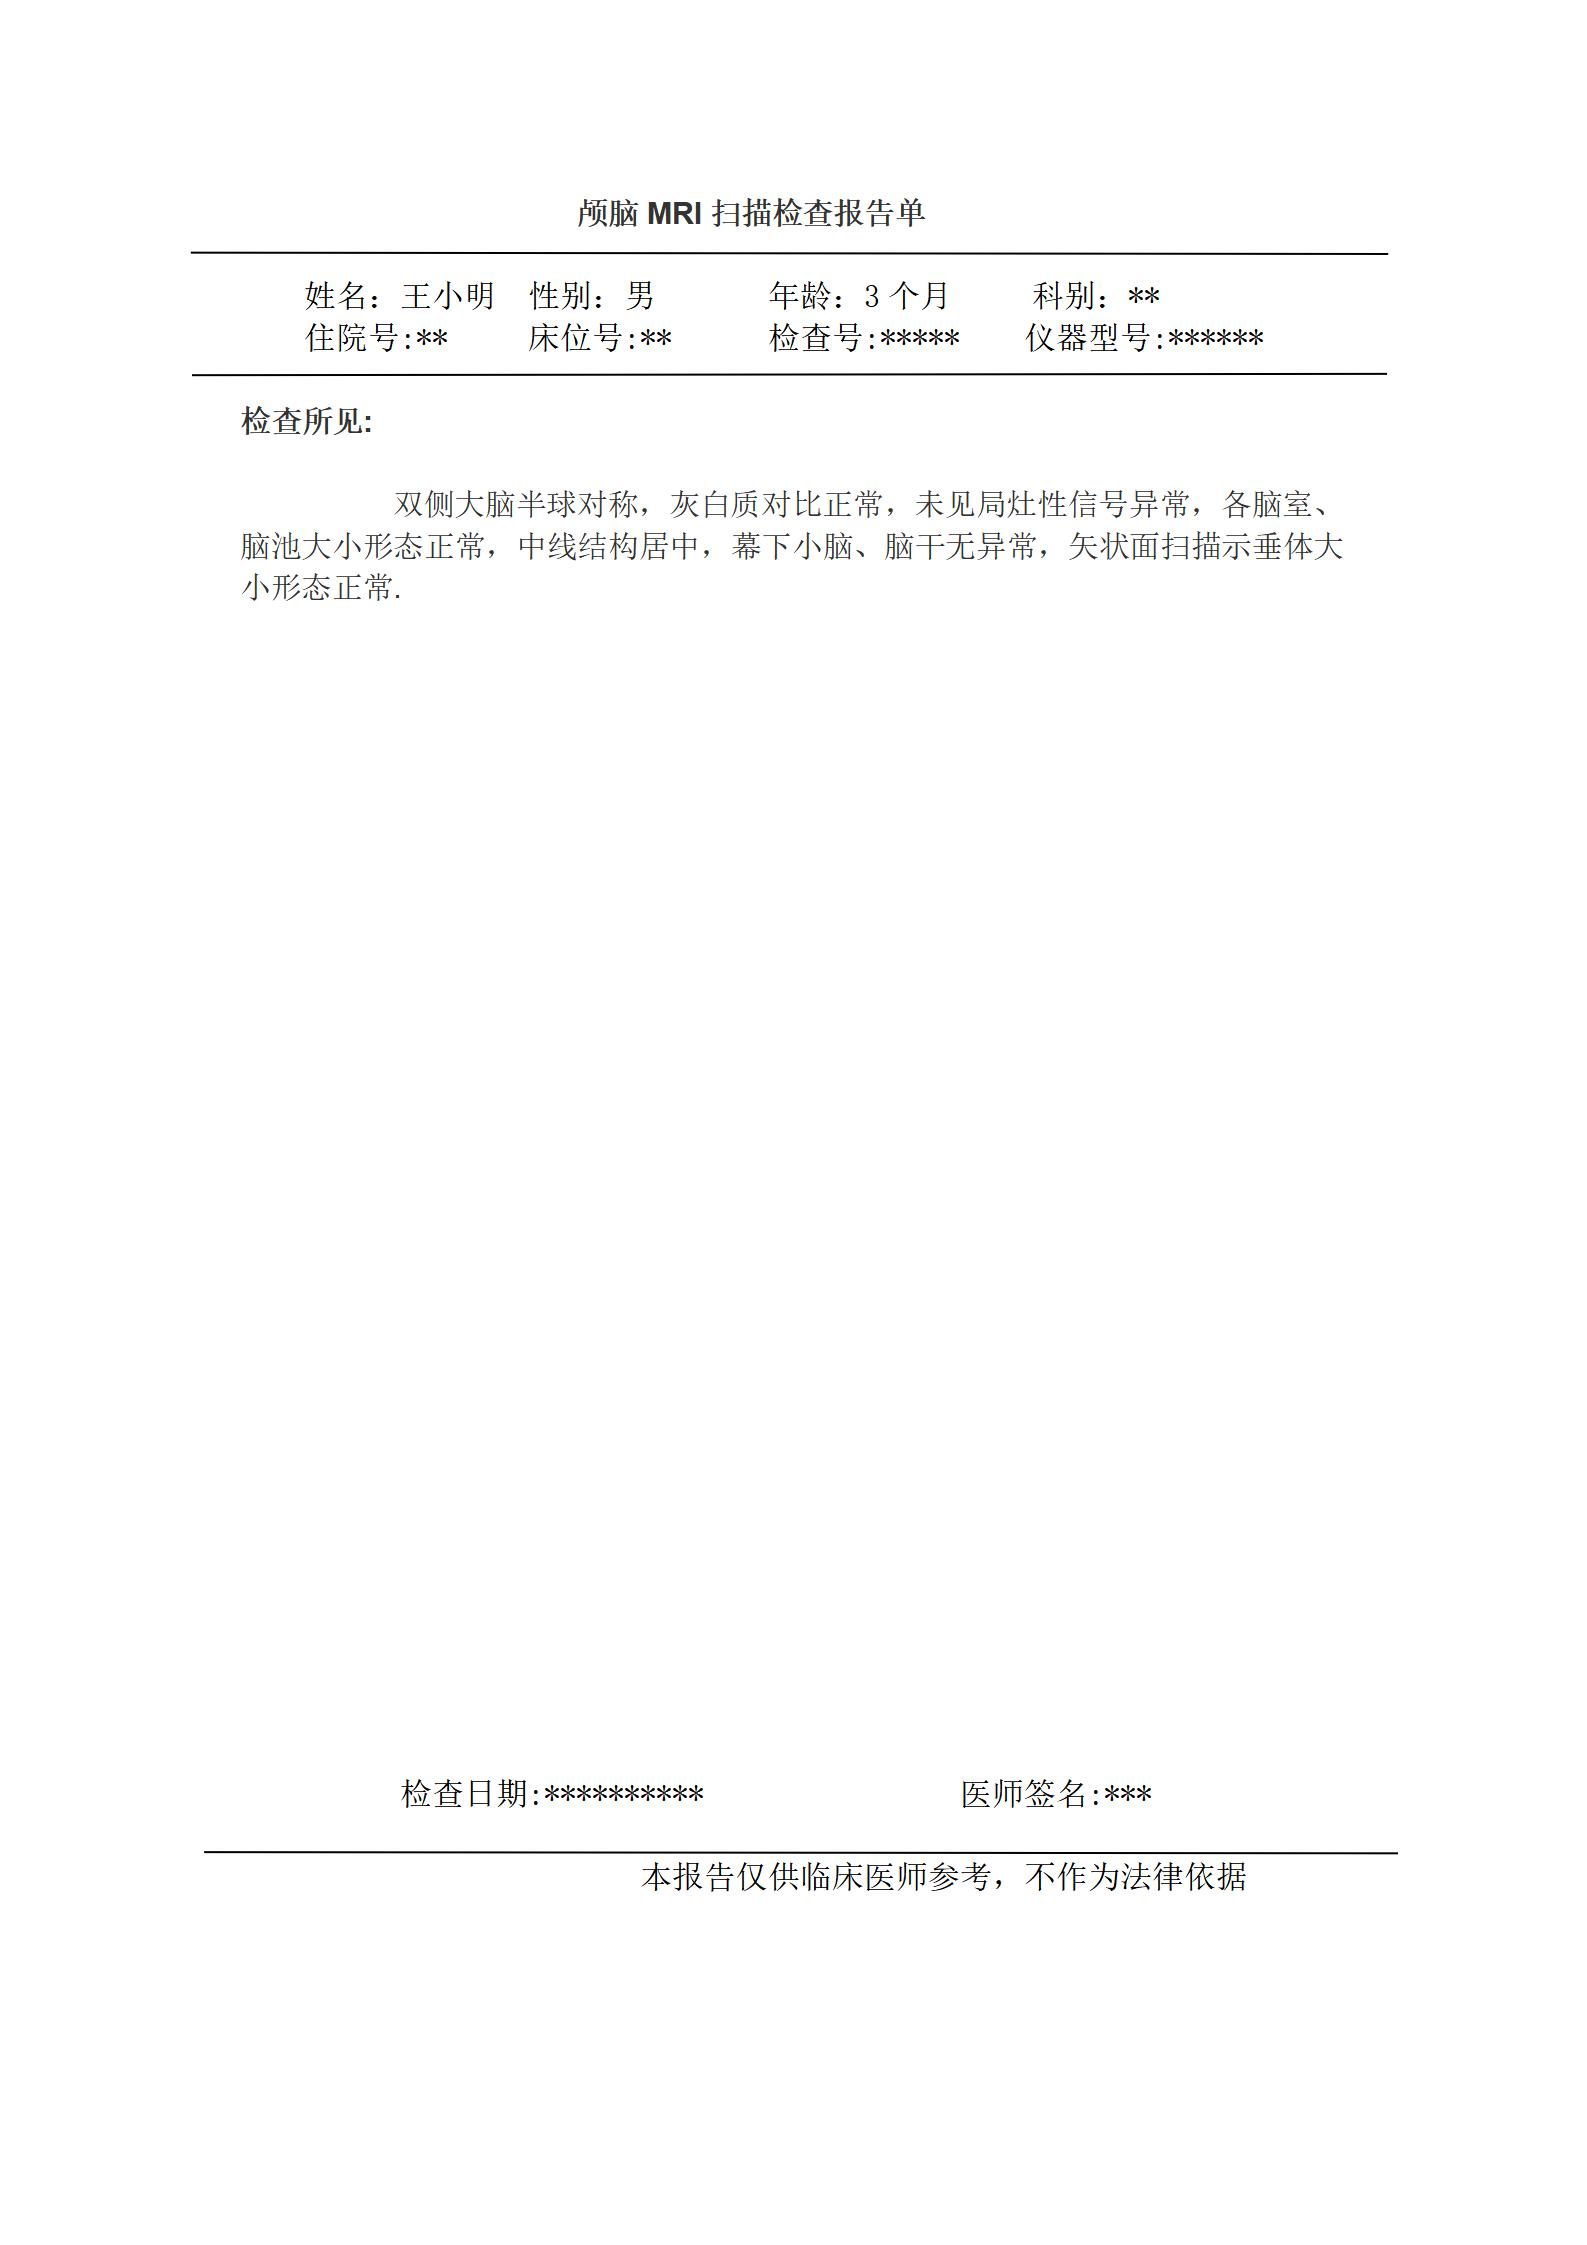 颅脑 MRI 扫描检查报告单
姓名：王小明 性别：男 年龄：3 个月 科别：**
住院号:** 床位号:** 检查号:***** 仪器型号:******
检查所见:
双侧大脑半球对称，灰白质对比正常，未见局灶性信号异常，各脑室、
脑池大小形态正常，中线结构居中，幕下小脑、脑干无异常，矢状面扫描示垂体大
小形态正常.
检查日期:********** 医师签名:***
本报告仅供临床医师参考，不作为法律依据